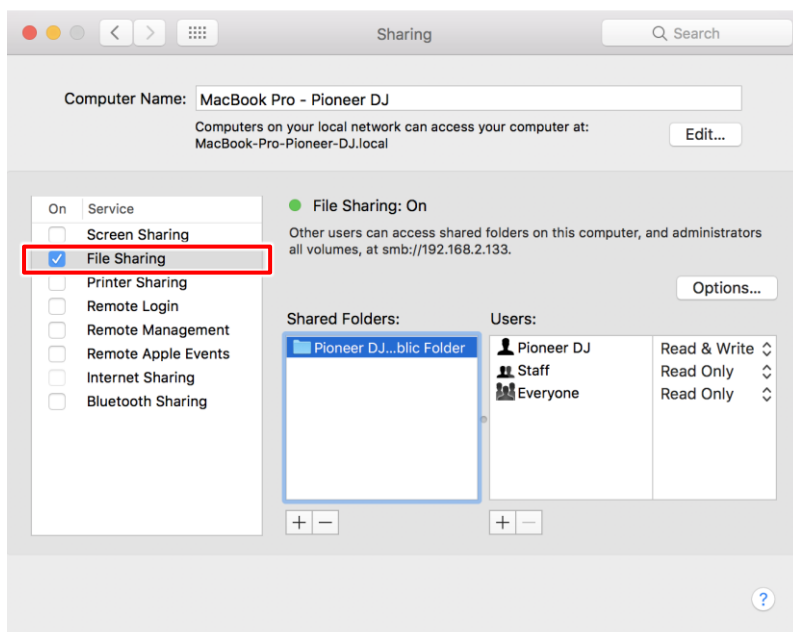 Sharing
Search
Computer Name: MacBook Pro - Pioneer DJ
Computers on your local network can access your computer at:
MacBook-Pro-Pioneer-DJ.local
Edit...
On Service
Screen Sharing
File Sharing
Printer Sharing
Remote Login
Remote Management
Remote Apple Events
Internet Sharing
Bluetooth Sharing
File Sharing: On
Other users can access shared folders on this computer, and administrators
all volumes, at smb://192.168.2.133.
Options...
Shared Folders:
Pioneer DJ...blic Folder
Users:
Pioneer DJ Read & Write
Staff Read Only
Everyone Read Only
+ −
+ −
?